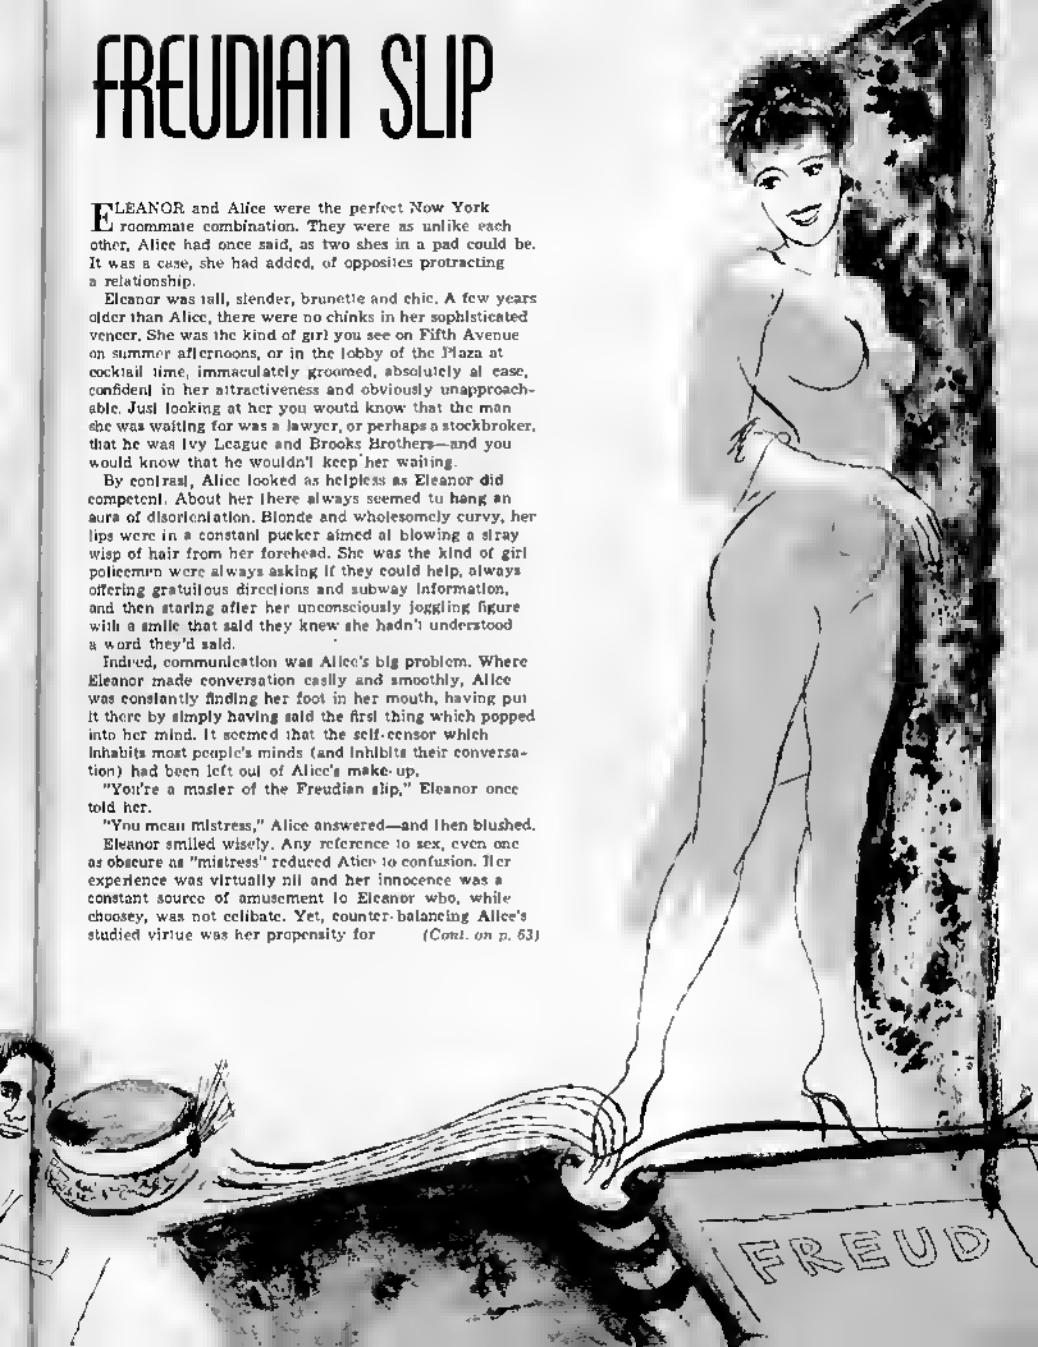 FREUDIAN SLIP
ELEANOR and Alice were the perfect New York
roommate combination. They were as unlike each
other, Alice had once said, as two shes in a pad could be.
It was a case, she had added, of opposites protracting
a relationship.
Eleanor was tall, slender, brunette and chic. A few years
older than Alice, there were no chinks in her sophisticated
veneer. She was the kind of girl you see on Fifth Avenue
on summer afternoons, or in the lobby of the Plaza at
cocktail time, immaculately groomed, absolutely at ease,
confident in her attractiveness and obviously unapproach-
able. Just looking at her you would know that the man
she was waiting for was a lawyer, or perhaps a stockbroker,
that he was Ivy League and Brooks Brothers—and you
would know that he wouldn't keep her waiting.
By contrast, Alice looked as helpless as Eleanor did
competent. About her there always seemed to hang an
aura of disorientation. Blonde and wholesomely curvy, her
lips were in a constant pucker aimed at blowing a stray
wisp of hair from her forehead. She was the kind of girl
policemen were always asking if they could help, always
offering gratuitous directions and subway information,
and then staring after her unconsciously joggling figure
with a smile that said they knew she hadn't understood
a word they'd said.
Indeed, communication was Alice's big problem. Where
Eleanor made conversation easily and smoothly, Alice
was constantly finding her foot in her mouth, having put
it there by simply having said the first thing which popped
into her mind. It seemed that the self-censor which
inhabits most people's minds (and inhibits their conversa-
tion) had been left out of Alice's make-up.
"You're a master of the Freudian slip," Eleanor once
told her.
"You mean mistress," Alice answered—and then blushed.
Eleanor smiled wisely. Any reference to sex, even one
as obscure as "mistress" reduced Alice to confusion. Her
experience was virtually nil and her innocence was a
constant source of amusement to Eleanor who, while
choosey, was not celibate. Yet, counter-balancing Alice's
studied virtue was her propensity for (Cont. on p. 63)
FREUD